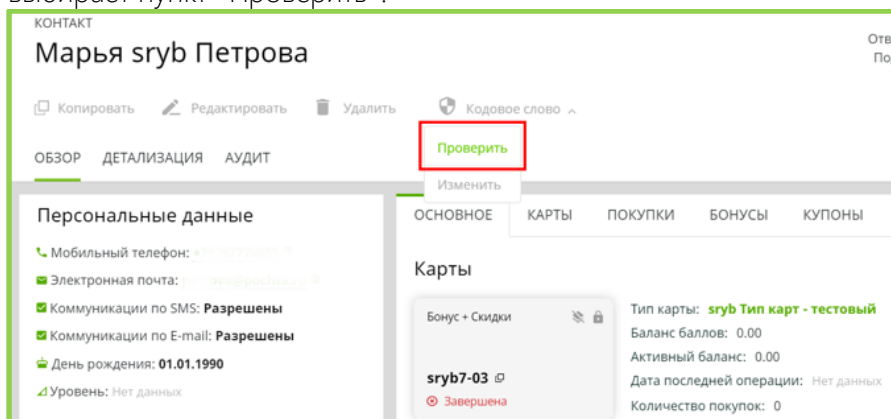 выбирает пункт "Проверить".
КОНТАКТ
Марья sryb Петрова
Отв
По
Копировать Редактировать Удалить Кодовое слово
Проверить
Изменить
ОБЗОР ДЕТАЛИЗАЦИЯ АУДИТ
Персональные данные
Мобильный телефон:
Электронная почта:
Коммуникации по SMS: Разрешены
Коммуникации по E-mail: Разрешены
День рождения: 01.01.1990
Уровень: Нет данных
ОСНОВНОЕ КАРТЫ ПОКУПКИ БОНУСЫ КУПОНЫ
Карты
Бонус + Скидки
sryb7-03
Завершена
Тип карты: sryb Тип карт - тестовый
Баланс баллов: 0.00
Активный баланс: 0.00
Дата последней операции: Нет данных
Количество покупок: 0